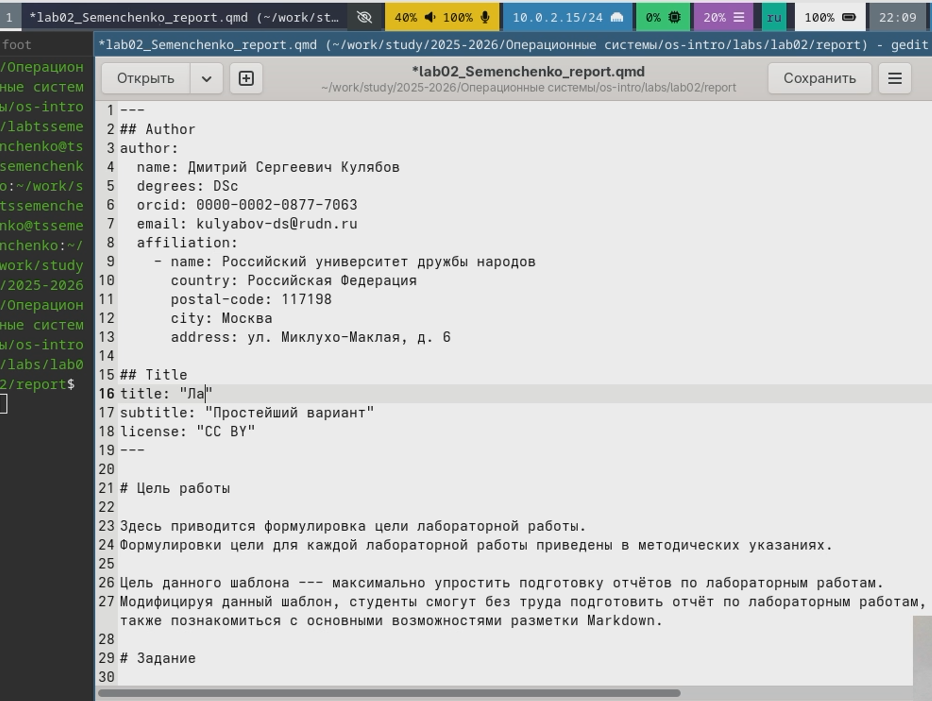 1 *lab02_Semenchenko_report.qmd (~/work/st… 40% 100% 10.0.2.15/24 0% 20% ru 100% 22:09
foot
*lab02_Semenchenko_report.qmd (~/work/study/2025-2026/Операционные системы/os-intro/labs/lab02/report) - gedit
/Операцион
ные систем
ы/os-intro
/labtsseme
nchenko@ts
semenchenk
o:~/work/s
tssemenche
nko@tsseme
nchenko:~/
work/study
/2025-2026
/Операцион
ные систем
ы/os-intro
/labs/lab0
2/report$
Открыть
*lab02_Semenchenko_report.qmd
~/work/study/2025-2026/Операционные системы/os-intro/labs/lab02/report
Сохранить
1 ---
2 ## Author
3 author:
4   name: Дмитрий Сергеевич Кулябов
5   degrees: DSc
6   orcid: 0000-0002-0877-7063
7   email: kulyabov-ds@rudn.ru
8   affiliation:
9     - name: Российский университет дружбы народов
10       country: Российская Федерация
11       postal-code: 117198
12       city: Москва
13       address: ул. Миклухо-Маклая, д. 6
14
15 ## Title
16 title: "Ла"
17 subtitle: "Простейший вариант"
18 license: "CC BY"
19 ---
20
21 # Цель работы
22
23 Здесь приводится формулировка цели лабораторной работы.
24 Формулировки цели для каждой лабораторной работы приведены в методических указаниях.
25
26 Цель данного шаблона --- максимально упростить подготовку отчётов по лабораторным работам.
27 Модифицируя данный шаблон, студенты смогут без труда подготовить отчёт по лабораторным работам,
также познакомиться с основными возможностями разметки Markdown.
28
29 # Задание
30